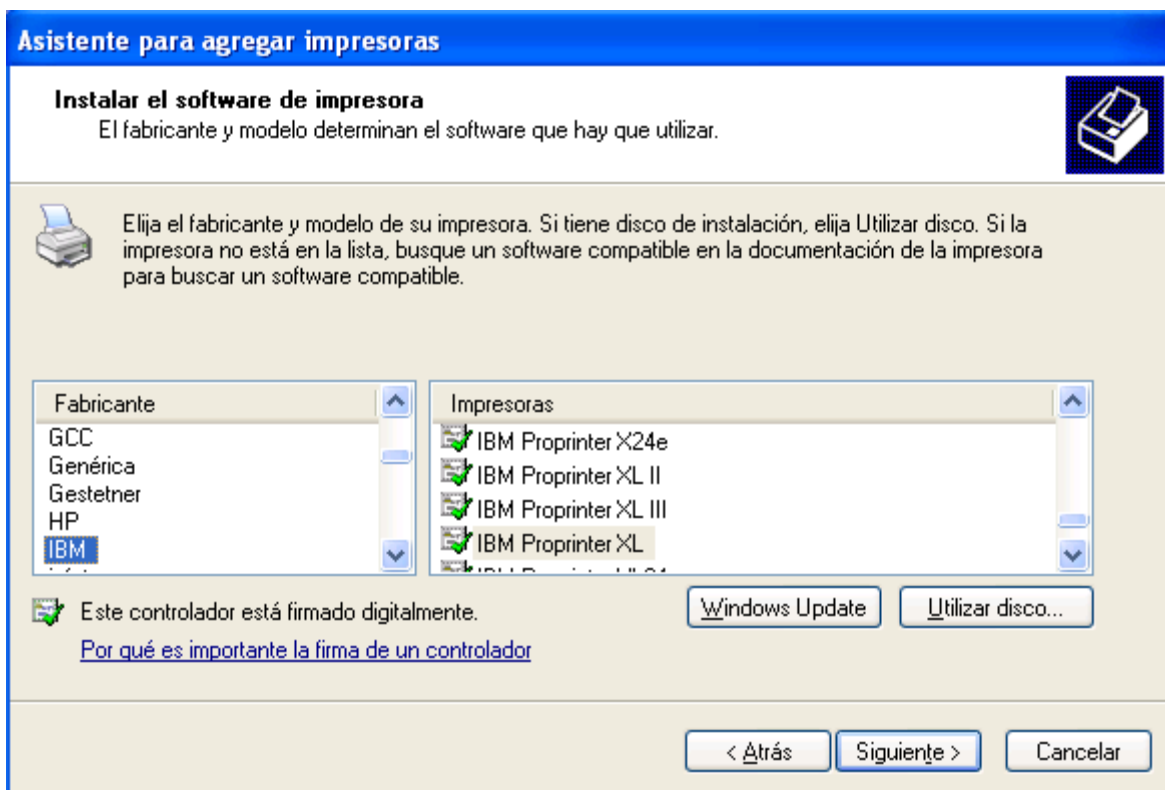 Asistente para agregar impresoras
Instalar el software de impresora
El fabricante y modelo determinan el software que hay que utilizar.
Elija el fabricante y modelo de su impresora. Si tiene disco de instalación, elija Utilizar disco. Si la
impresora no está en la lista, busque un software compatible en la documentación de la impresora
para buscar un software compatible.
Fabricante
GCC
Genérica
Gestetner
HP
IBM
Impresoras
IBM Proprinter X24e
IBM Proprinter XL II
IBM Proprinter XL III
IBM Proprinter XL
Este controlador está firmado digitalmente.
Por qué es importante la firma de un controlador
Windows Update
Utilizar disco...
< Atrás
Siguiente >
Cancelar